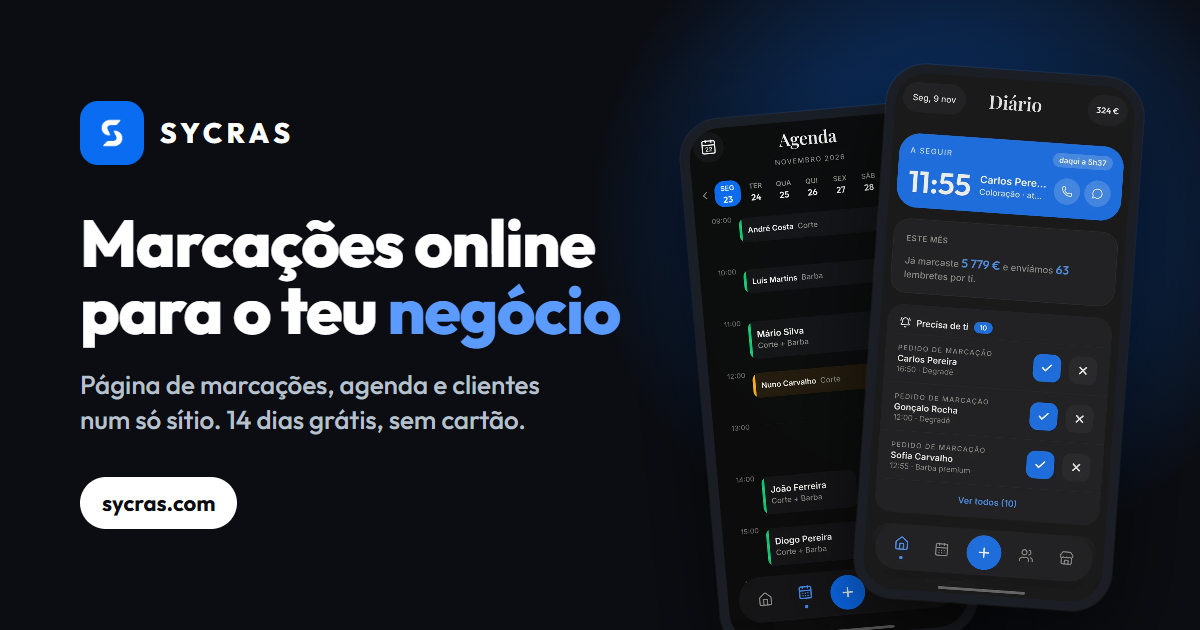 SYCRAS
Marcações online
para o teu negócio
Página de marcações, agenda e clientes
num só sítio. 14 dias grátis, sem cartão.
sycras.com
22
Agenda
NOVEMBRO 2026
SEG TER QUA QUI SEX SÁB
23 24 25 26 27 28
09:00
André Costa Corte
10:00
Luís Martins Barba
11:00
Mário Silva
Corte + Barba
12:00
Nuno Carvalho Corte
13:00
14:00
João Ferreira
Corte + Barba
15:00
Diogo Pereira
Corte + Barba
Seg, 9 nov
Diário
324 €
A SEGUIR
daqui a 5h37
11:55
Carlos Pere...
Coloração · at...
ESTE MÊS
Já marcaste 5 779 € e enviámos 63
lembretes por ti.
Precisa de ti 10
PEDIDO DE MARCAÇÃO
Carlos Pereira
16:50 · Degradê
PEDIDO DE MARCAÇÃO
Gonçalo Rocha
12:00 · Degradê
PEDIDO DE MARCAÇÃO
Sofia Carvalho
12:55 · Barba premium
Ver todos (10)